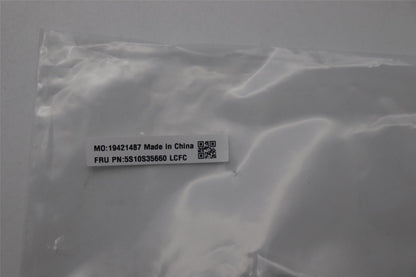 MO:19421487 Made in China
FRU PN:5S10S35660 LCFC